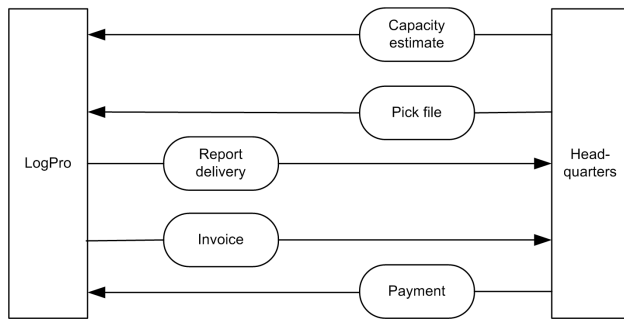 Capacity
estimate
Pick file
LogPro
Report
delivery
Head-
quarters
Invoice
Payment